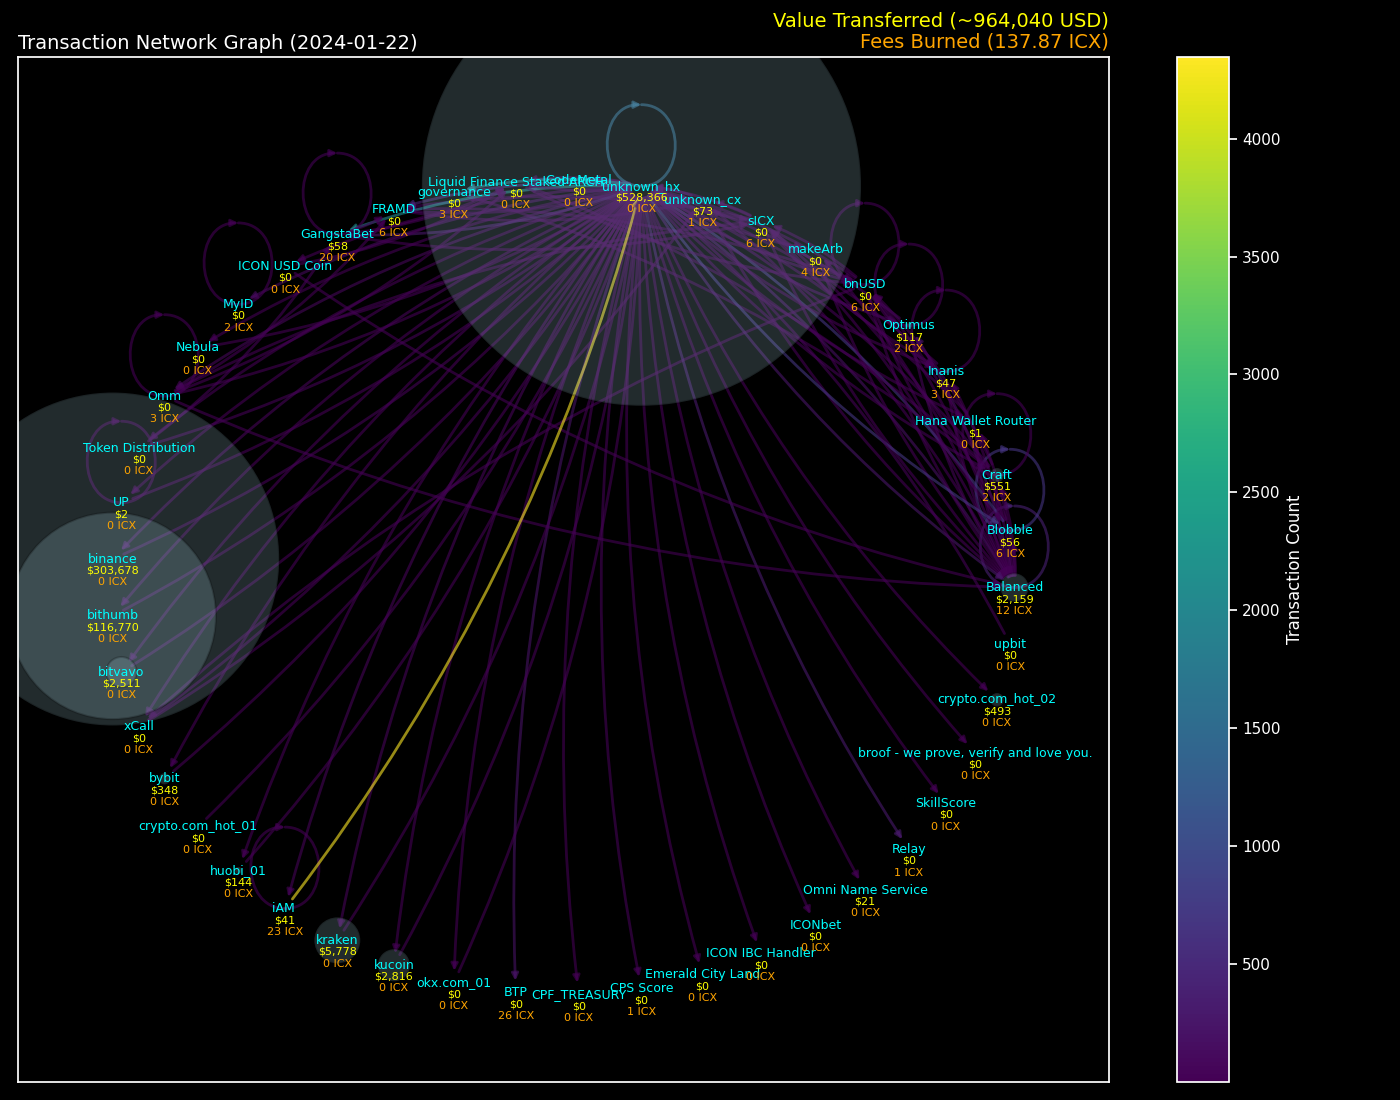 Value Transferred (~964,040 USD)
Transaction Network Graph (2024-01-22)
Fees Burned (137.87 ICX)
CodeMetal
$0
0 ICX
Liquid Finance Staked
$0
0 ICX
unknown_hx
$528,366
0 ICX
governance
$0
3 ICX
unknown_cx
$73
1 ICX
FRAMD
$0
6 ICX
sICX
$0
6 ICX
GangstaBet
$58
20 ICX
makeArb
$0
4 ICX
ICON USD Coin
$0
0 ICX
bnUSD
$0
6 ICX
MyID
$0
2 ICX
Optimus
$117
2 ICX
Nebula
$0
0 ICX
Inanis
$47
3 ICX
Omm
$0
3 ICX
Hana Wallet Router
$1
0 ICX
Token Distribution
$0
0 ICX
Craft
$551
2 ICX
UP
$2
0 ICX
Blobble
$56
6 ICX
binance
$303,678
0 ICX
Balanced
$2,159
12 ICX
bithumb
$116,770
0 ICX
upbit
$0
0 ICX
bitvavo
$2,511
0 ICX
crypto.com_hot_02
$493
0 ICX
xCall
$0
0 ICX
broof - we prove, verify and love you.
$0
0 ICX
bybit
$348
0 ICX
SkillScore
$0
0 ICX
crypto.com_hot_01
$0
0 ICX
Relay
$0
1 ICX
huobi_01
$144
0 ICX
Omni Name Service
$21
0 ICX
iAM
$41
23 ICX
ICONbet
$0
0 ICX
kraken
$5,778
0 ICX
ICON IBC Handler
$0
0 ICX
kucoin
$2,816
0 ICX
Emerald City Land
$0
0 ICX
okx.com_01
$0
0 ICX
CPS Score
$0
1 ICX
BTP
$0
26 ICX
CPF_TREASURY
$0
0 ICX
4000
3500
3000
2500
2000
1500
1000
500
Transaction Count